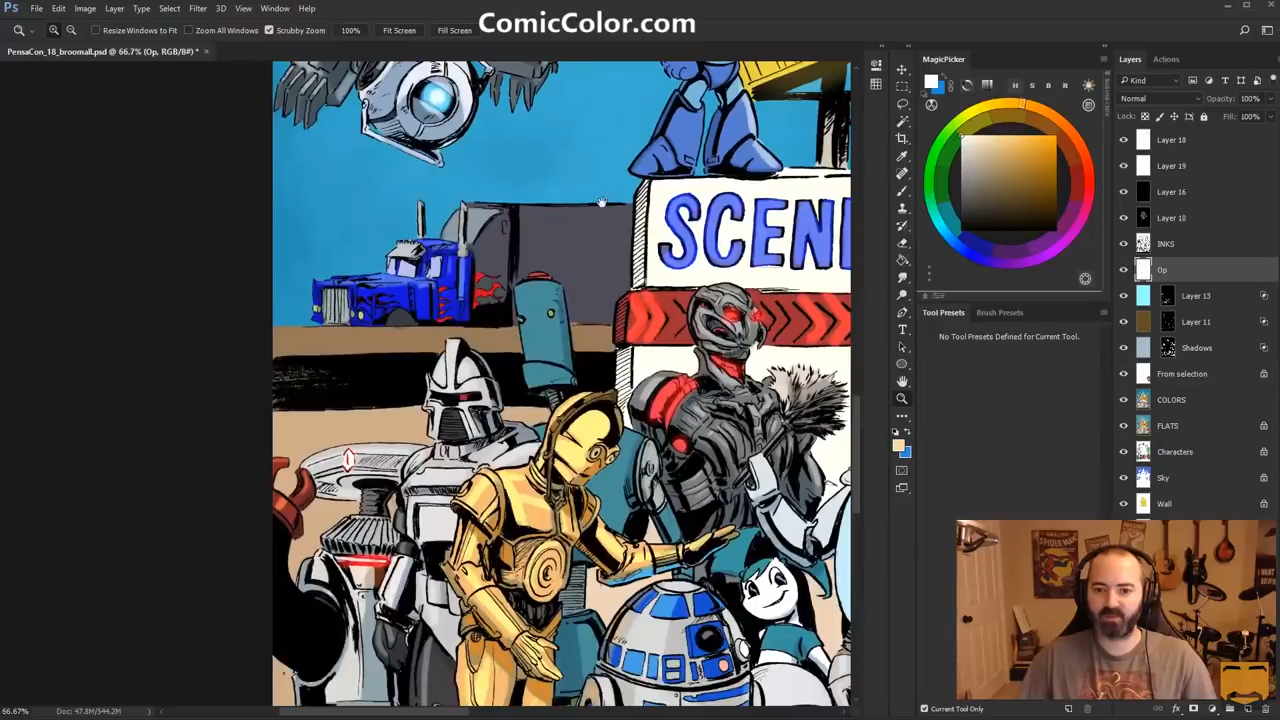 Ps File Edit Image Layer Type Select Filter 3D View Window Help
ComicColor.com
Resize Windows to Fit Zoom All Windows Scrubby Zoom 100% Fit Screen Fill Screen
PensaCon_18_broomall.psd @ 66.7% (Op, RGB/8#) * ×
MagicPicker
H S B R
Tool Presets Brush Presets
No Tool Presets Defined for Current Tool.
Current Tool Only
Layers Actions
Kind
Normal Opacity: 100%
Lock: Fill: 100%
Layer 18
Layer 19
Layer 16
Layer 10
INKS
Op
Layer 13
Layer 11
Shadows
From selection
COLORS
FLATS
Characters
Sky
Wall
SCEN
66.67% Doc: 47.8M/544.2M